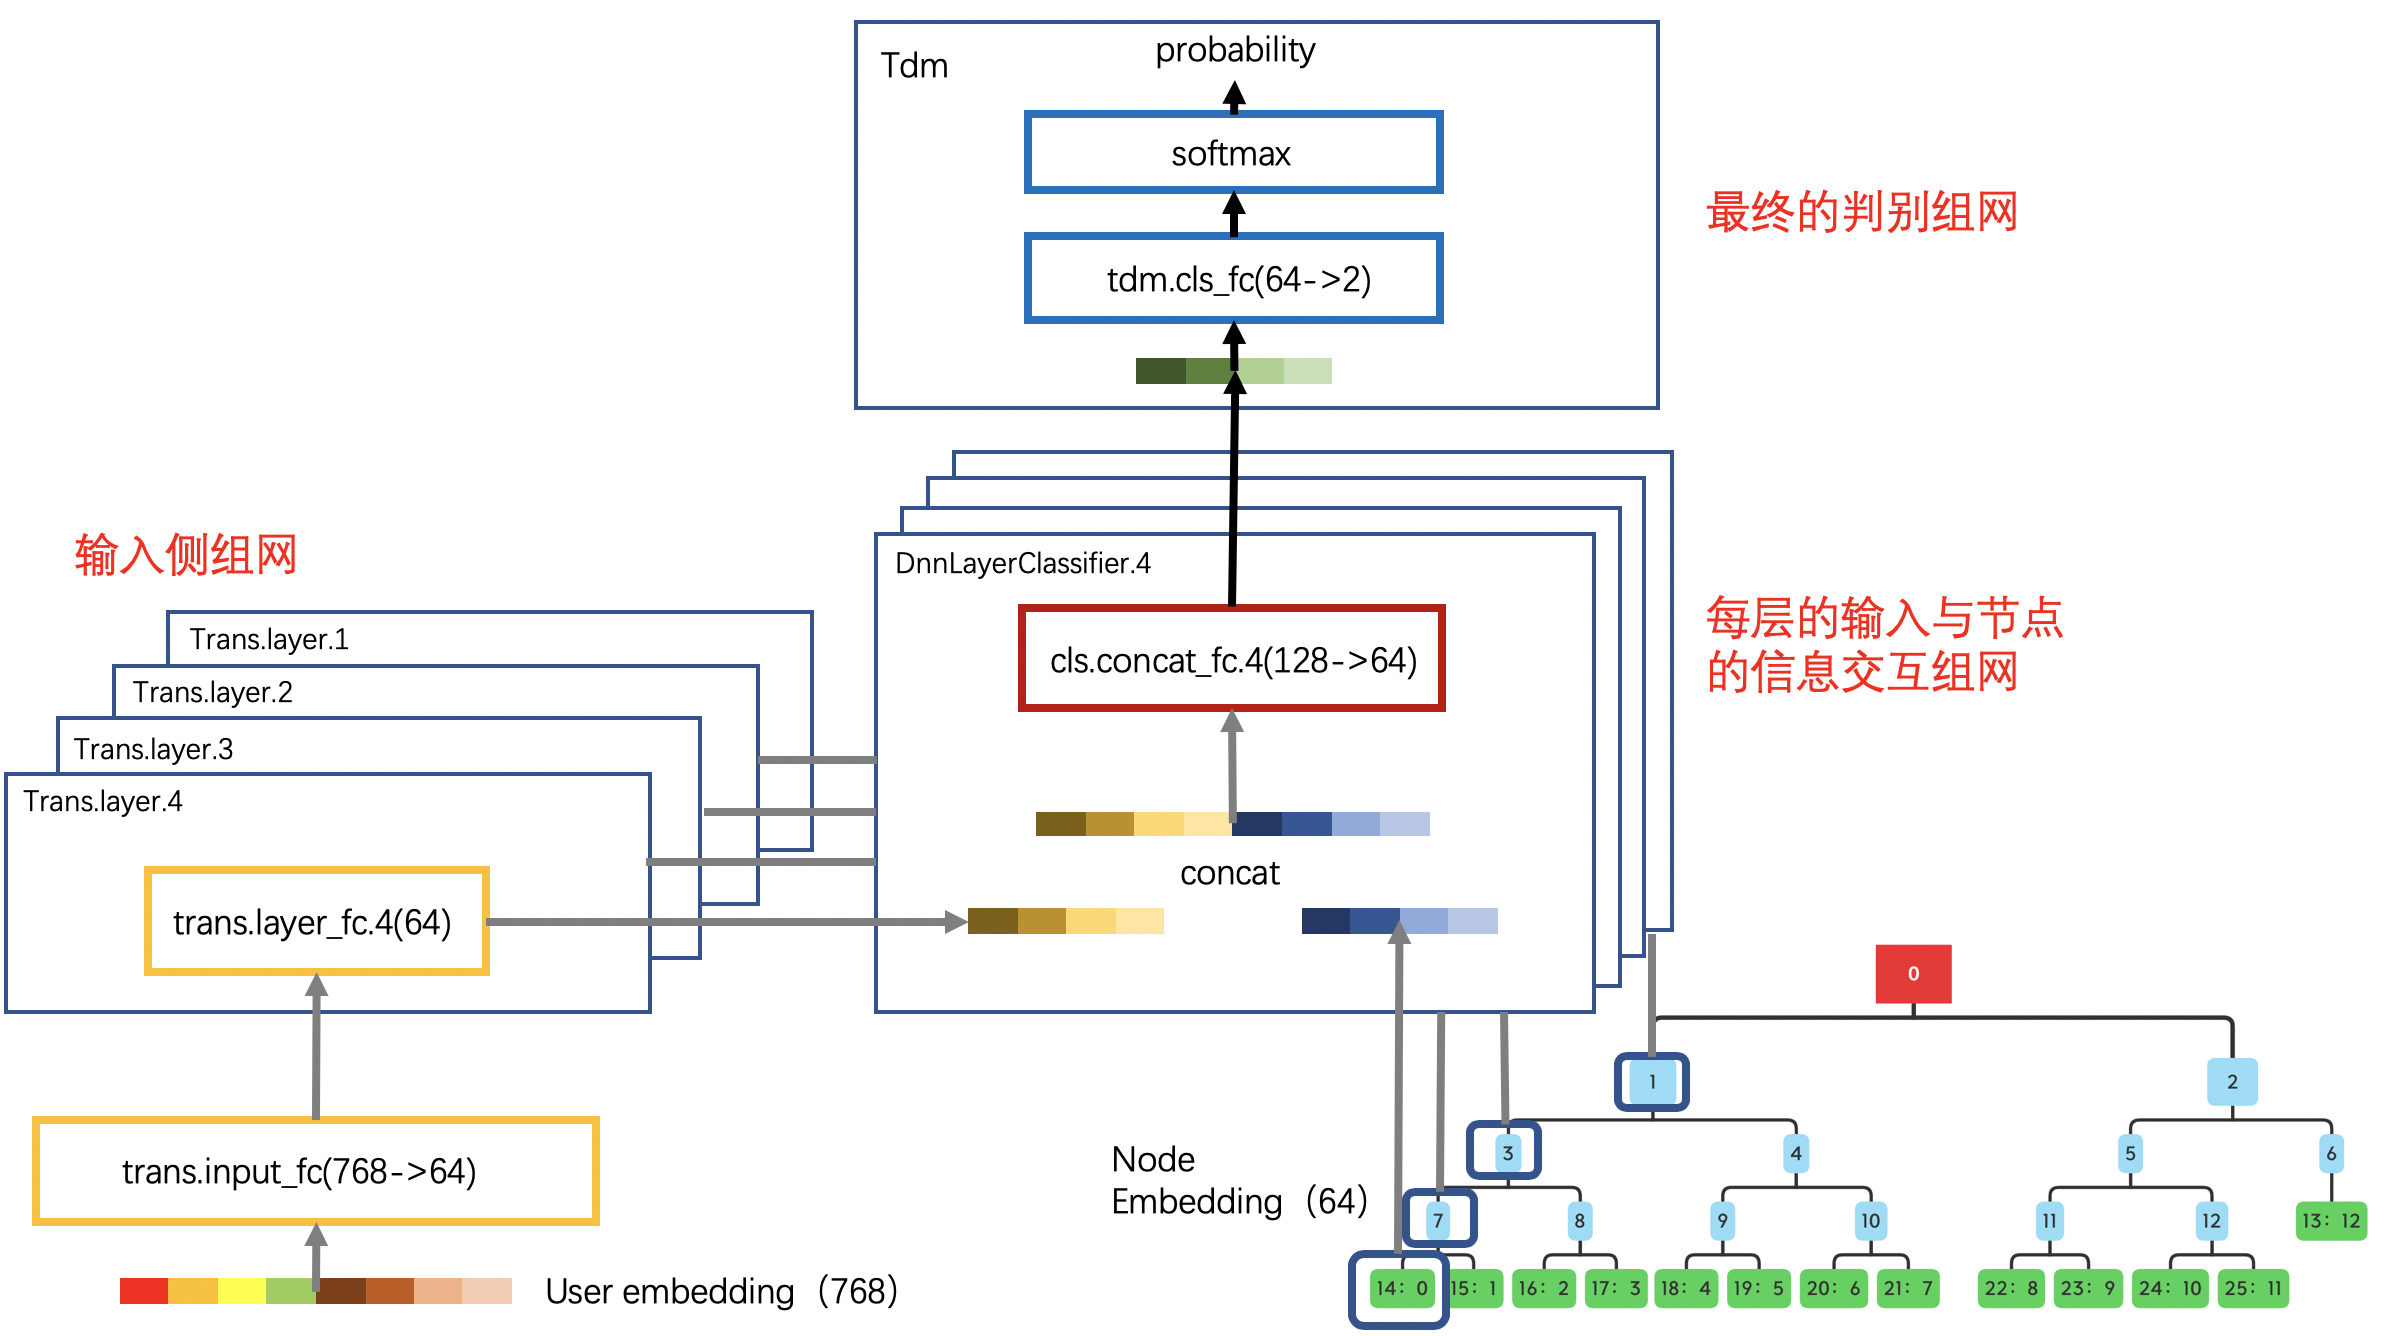 Tdm
probability
softmax
tdm.cls_fc(64->2)
最终的判别组网
输入侧组网
Trans.layer.1
Trans.layer.2
Trans.layer.3
Trans.layer.4
trans.layer_fc.4(64)
trans.input_fc(768->64)
User embedding（768）
DnnLayerClassifier.4
cls.concat_fc.4(128->64)
concat
每层的输入与节点
的信息交互组网
Node
Embedding（64）
0
1 2
3 4 5 6
7 8 9 10 11 12 13: 12
14: 0 15: 1 16: 2 17: 3 18: 4 19: 5 20: 6 21: 7 22: 8 23: 9 24: 10 25: 11